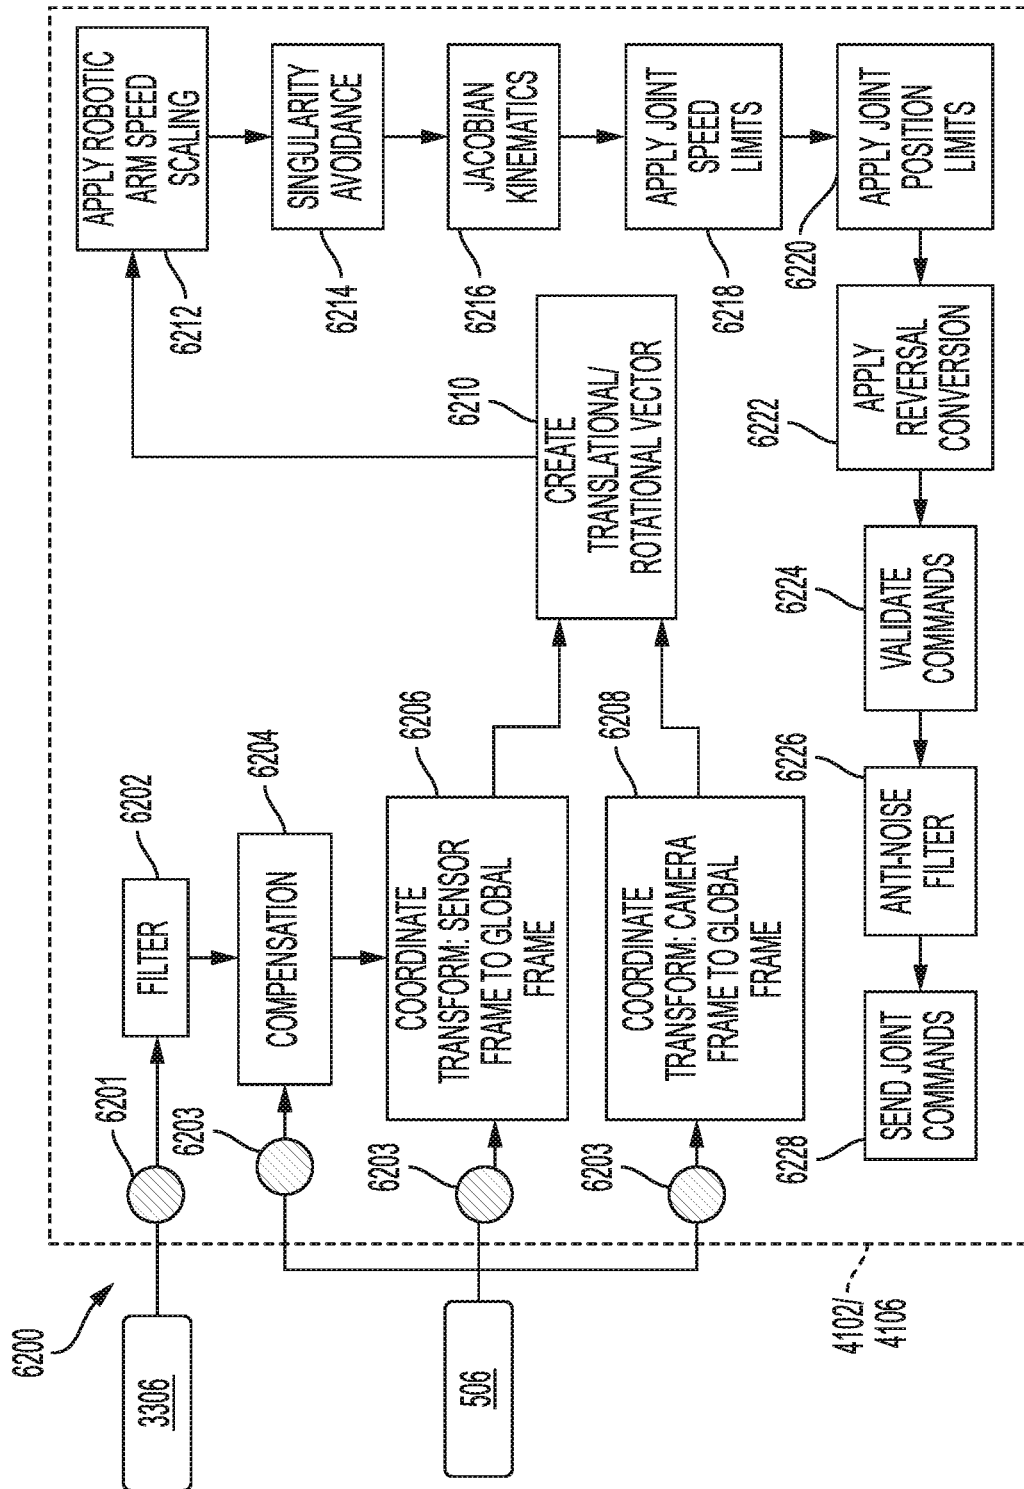 6200
3306
506
6201
6203
6203
6203
6202
FILTER
6204
COMPENSATION
6206
COORDINATE
TRANSFORM: SENSOR
FRAME TO GLOBAL
FRAME
6208
COORDINATE
TRANSFORM: CAMERA
FRAME TO GLOBAL
FRAME
6210
CREATE
TRANSLATIONAL/
ROTATIONAL VECTOR
6212
APPLY ROBOTIC
ARM SPEED
SCALING
6214
SINGULARITY
AVOIDANCE
6216
JACOBIAN
KINEMATICS
6218
APPLY JOINT
SPEED
LIMITS
6220
APPLY JOINT
POSITION
LIMITS
6222
APPLY
REVERSAL
CONVERSION
6224
VALIDATE
COMMANDS
6226
ANTI-NOISE
FILTER
6228
SEND JOINT
COMMANDS
4102/
4106